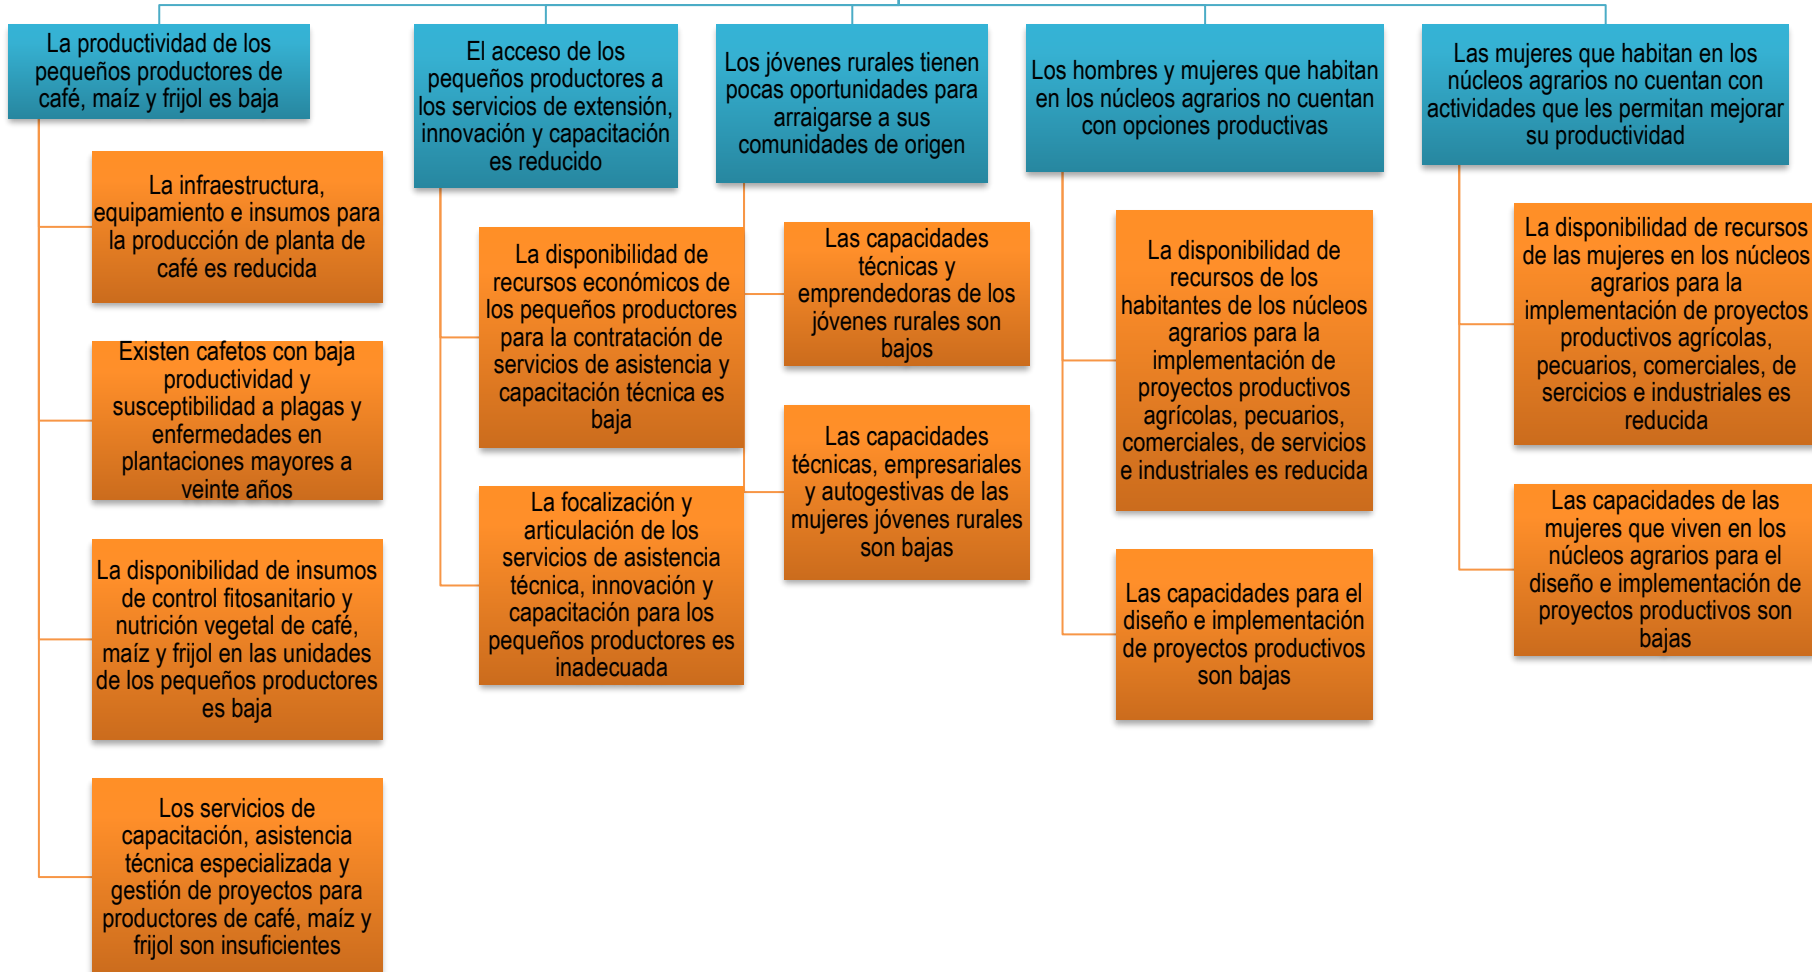 La productividad de los
pequeños productores de
café, maíz y frijol es baja
La infraestructura,
equipamiento e insumos para
la producción de planta de
café es reducida
Existen cafetos con baja
productividad y
susceptibilidad a plagas y
enfermedades en
plantaciones mayores a
veinte años
La disponibilidad de insumos
de control fitosanitario y
nutrición vegetal de café,
maíz y frijol en las unidades
de los pequeños productores
es baja
Los servicios de
capacitación, asistencia
técnica especializada y
gestión de proyectos para
productores de café, maíz y
frijol son insuficientes
El acceso de los
pequeños productores a
los servicios de extensión,
innovación y capacitación
es reducido
La disponibilidad de
recursos económicos de
los pequeños productores
para la contratación de
servicios de asistencia y
capacitación técnica es
baja
La focalización y
articulación de los
servicios de asistencia
técnica, innovación y
capacitación para los
pequeños productores es
inadecuada
Los jóvenes rurales tienen
pocas oportunidades para
arraigarse a sus
comunidades de origen
Las capacidades
técnicas y
emprendedoras de los
jóvenes rurales son
bajos
Las capacidades
técnicas, empresariales
y autogestivas de las
mujeres jóvenes rurales
son bajas
Los hombres y mujeres que habitan
en los núcleos agrarios no cuentan
con opciones productivas
La disponibilidad de
recursos de los
habitantes de los núcleos
agrarios para la
implementación de
proyectos productivos
agrícolas, pecuarios,
comerciales, de servicios
e industriales es reducida
Las capacidades para el
diseño e implementación
de proyectos productivos
son bajas
Las mujeres que habitan en los
núcleos agrarios no cuentan con
actividades que les permitan mejorar
su productividad
La disponibilidad de recursos
de las mujeres en los núcleos
agrarios para la
implementación de proyectos
productivos agrícolas,
pecuarios, comerciales, de
sercicios e industriales es
reducida
Las capacidades de las
mujeres que viven en los
núcleos agrarios para el
diseño e implementación de
proyectos productivos son
bajas